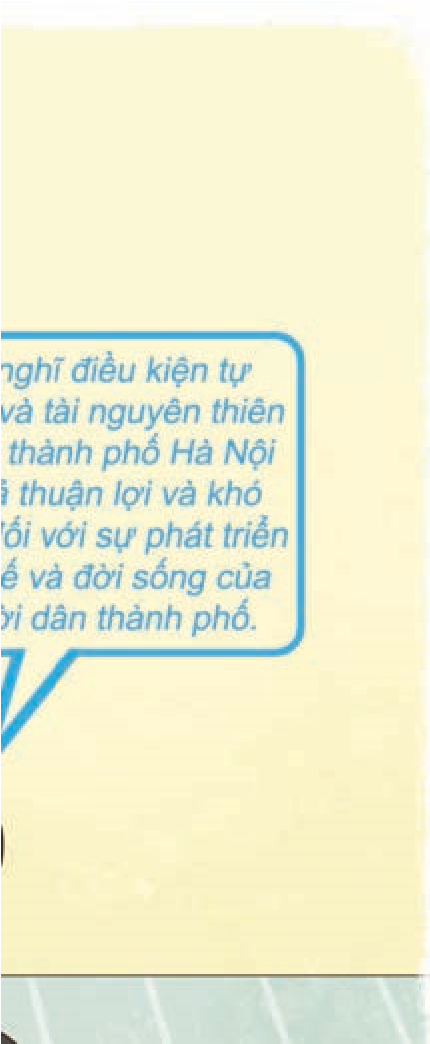 nghĩ điều kiện tự
và tài nguyên thiên
thành phố Hà Nội
thuận lợi và khó
với sự phát triển
và đời sống của
dân thành phố.